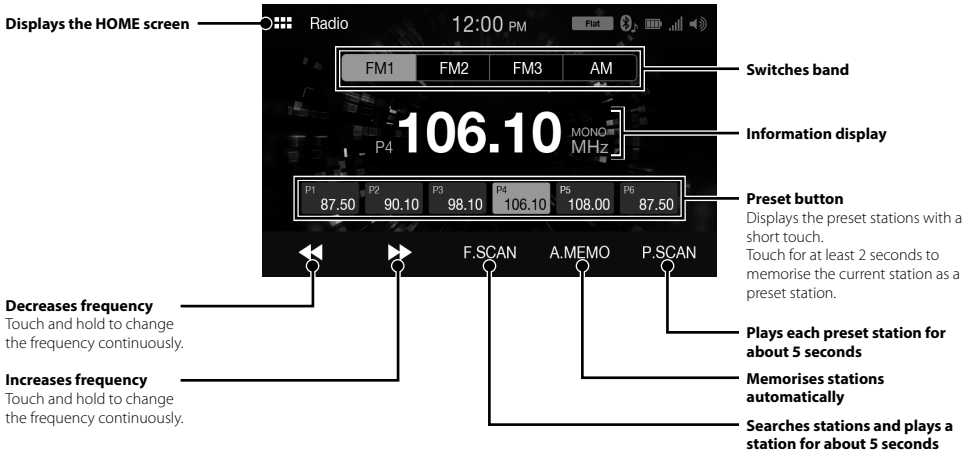 Displays the HOME screen
Radio
12:00 PM
Flat
FM1 FM2 FM3 AM
Switches band
P4 106.10 MONO MHz
Information display
P1 87.50
P2 90.10
P3 98.10
P4 106.10
P5 108.00
P6 87.50
Preset button
Displays the preset stations with a
short touch.
Touch for at least 2 seconds to
memorise the current station as a
preset station.
F.SCAN A.MEMO P.SCAN
Decreases frequency
Touch and hold to change
the frequency continuously.
Increases frequency
Touch and hold to change
the frequency continuously.
Plays each preset station for
about 5 seconds
Memorises stations
automatically
Searches stations and plays a
station for about 5 seconds